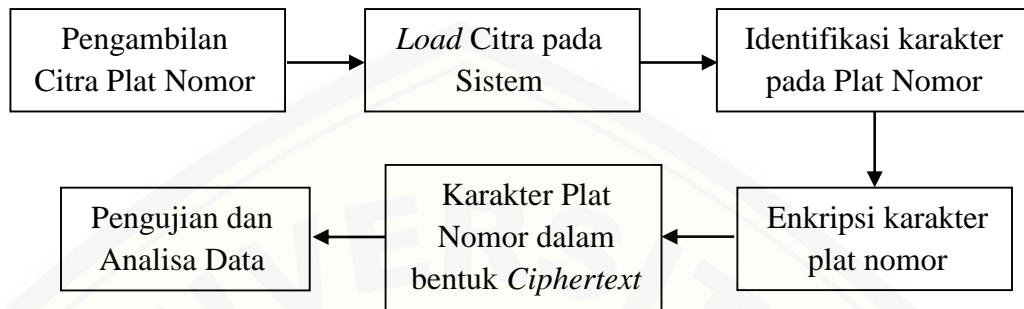 Pengambilan
Citra Plat Nomor
Load Citra pada
Sistem
Identifikasi karakter
pada Plat Nomor
Enkripsi karakter
plat nomor
Karakter Plat
Nomor dalam
bentuk Ciphertext
Pengujian dan
Analisa Data